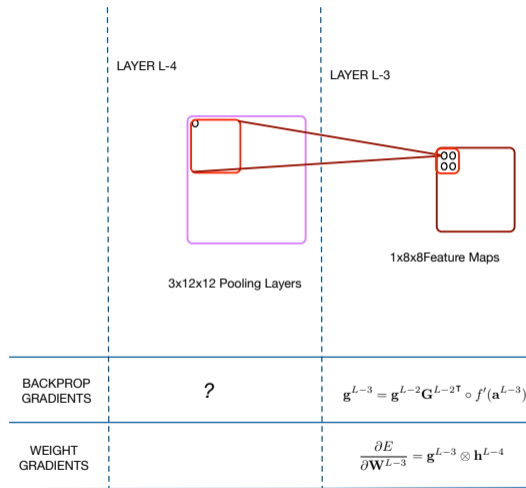 LAYER L-4
LAYER L-3
3x12x12 Pooling Layers
1x8x8Feature Maps
BACKPROP
GRADIENTS
?
g^{L-3} = g^{L-2}G^{L-2⊤} ∘ f′(a^{L-3})
WEIGHT
GRADIENTS
∂E/∂W^{L-3} = g^{L-3} ⊗ h^{L-4}